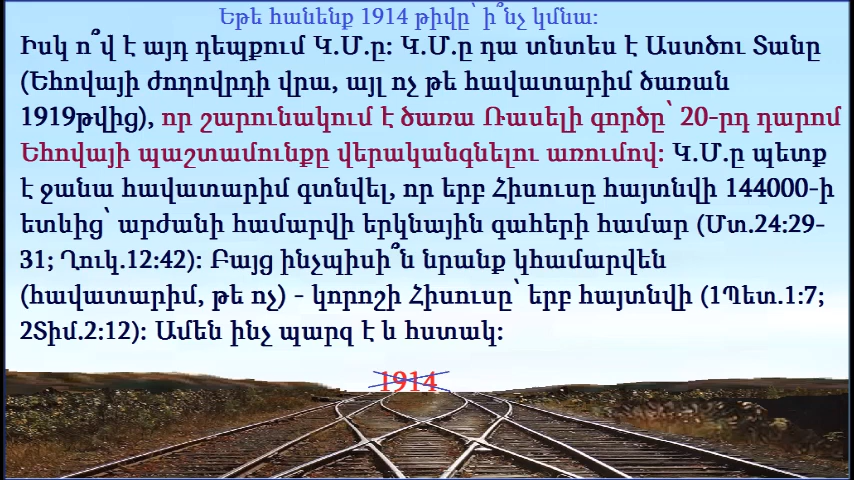 Եթե հանենք 1914 թիվը՝ ի՞նչ կմնա։
Իսկ ո՞վ է այդ դեպքում Կ.Մ.ը։ Կ.Մ.ը դա տնտես է Աստծու Տանը
(Եհովայի ժողովրդի վրա, այլ ոչ թե հավատարիմ ծառան
1919թվից), որ շարունակում է ծառա Ռասելի գործը՝ 20-րդ դարոմ
Եհովայի պաշտամունքը վերականգնելու առումով։ Կ.Մ.ը պետք
է ջանա հավատարիմ գտնվել, որ երբ Հիսուսը հայտնվի 144000-ի
ետևից՝ արժանի համարվի երկնային գահերի համար (Մտ.24:29-
31; Ղուկ.12:42)։ Բայց ինչպիսի՞ն նրանք կհամարվեն
(հավատարիմ, թե ոչ) - կորոշի Հիսուսը՝ երբ հայտնվի (1Պետ.1:7;
2Տիմ.2:12)։ Ամեն ինչ պարզ է և հստակ։
1914